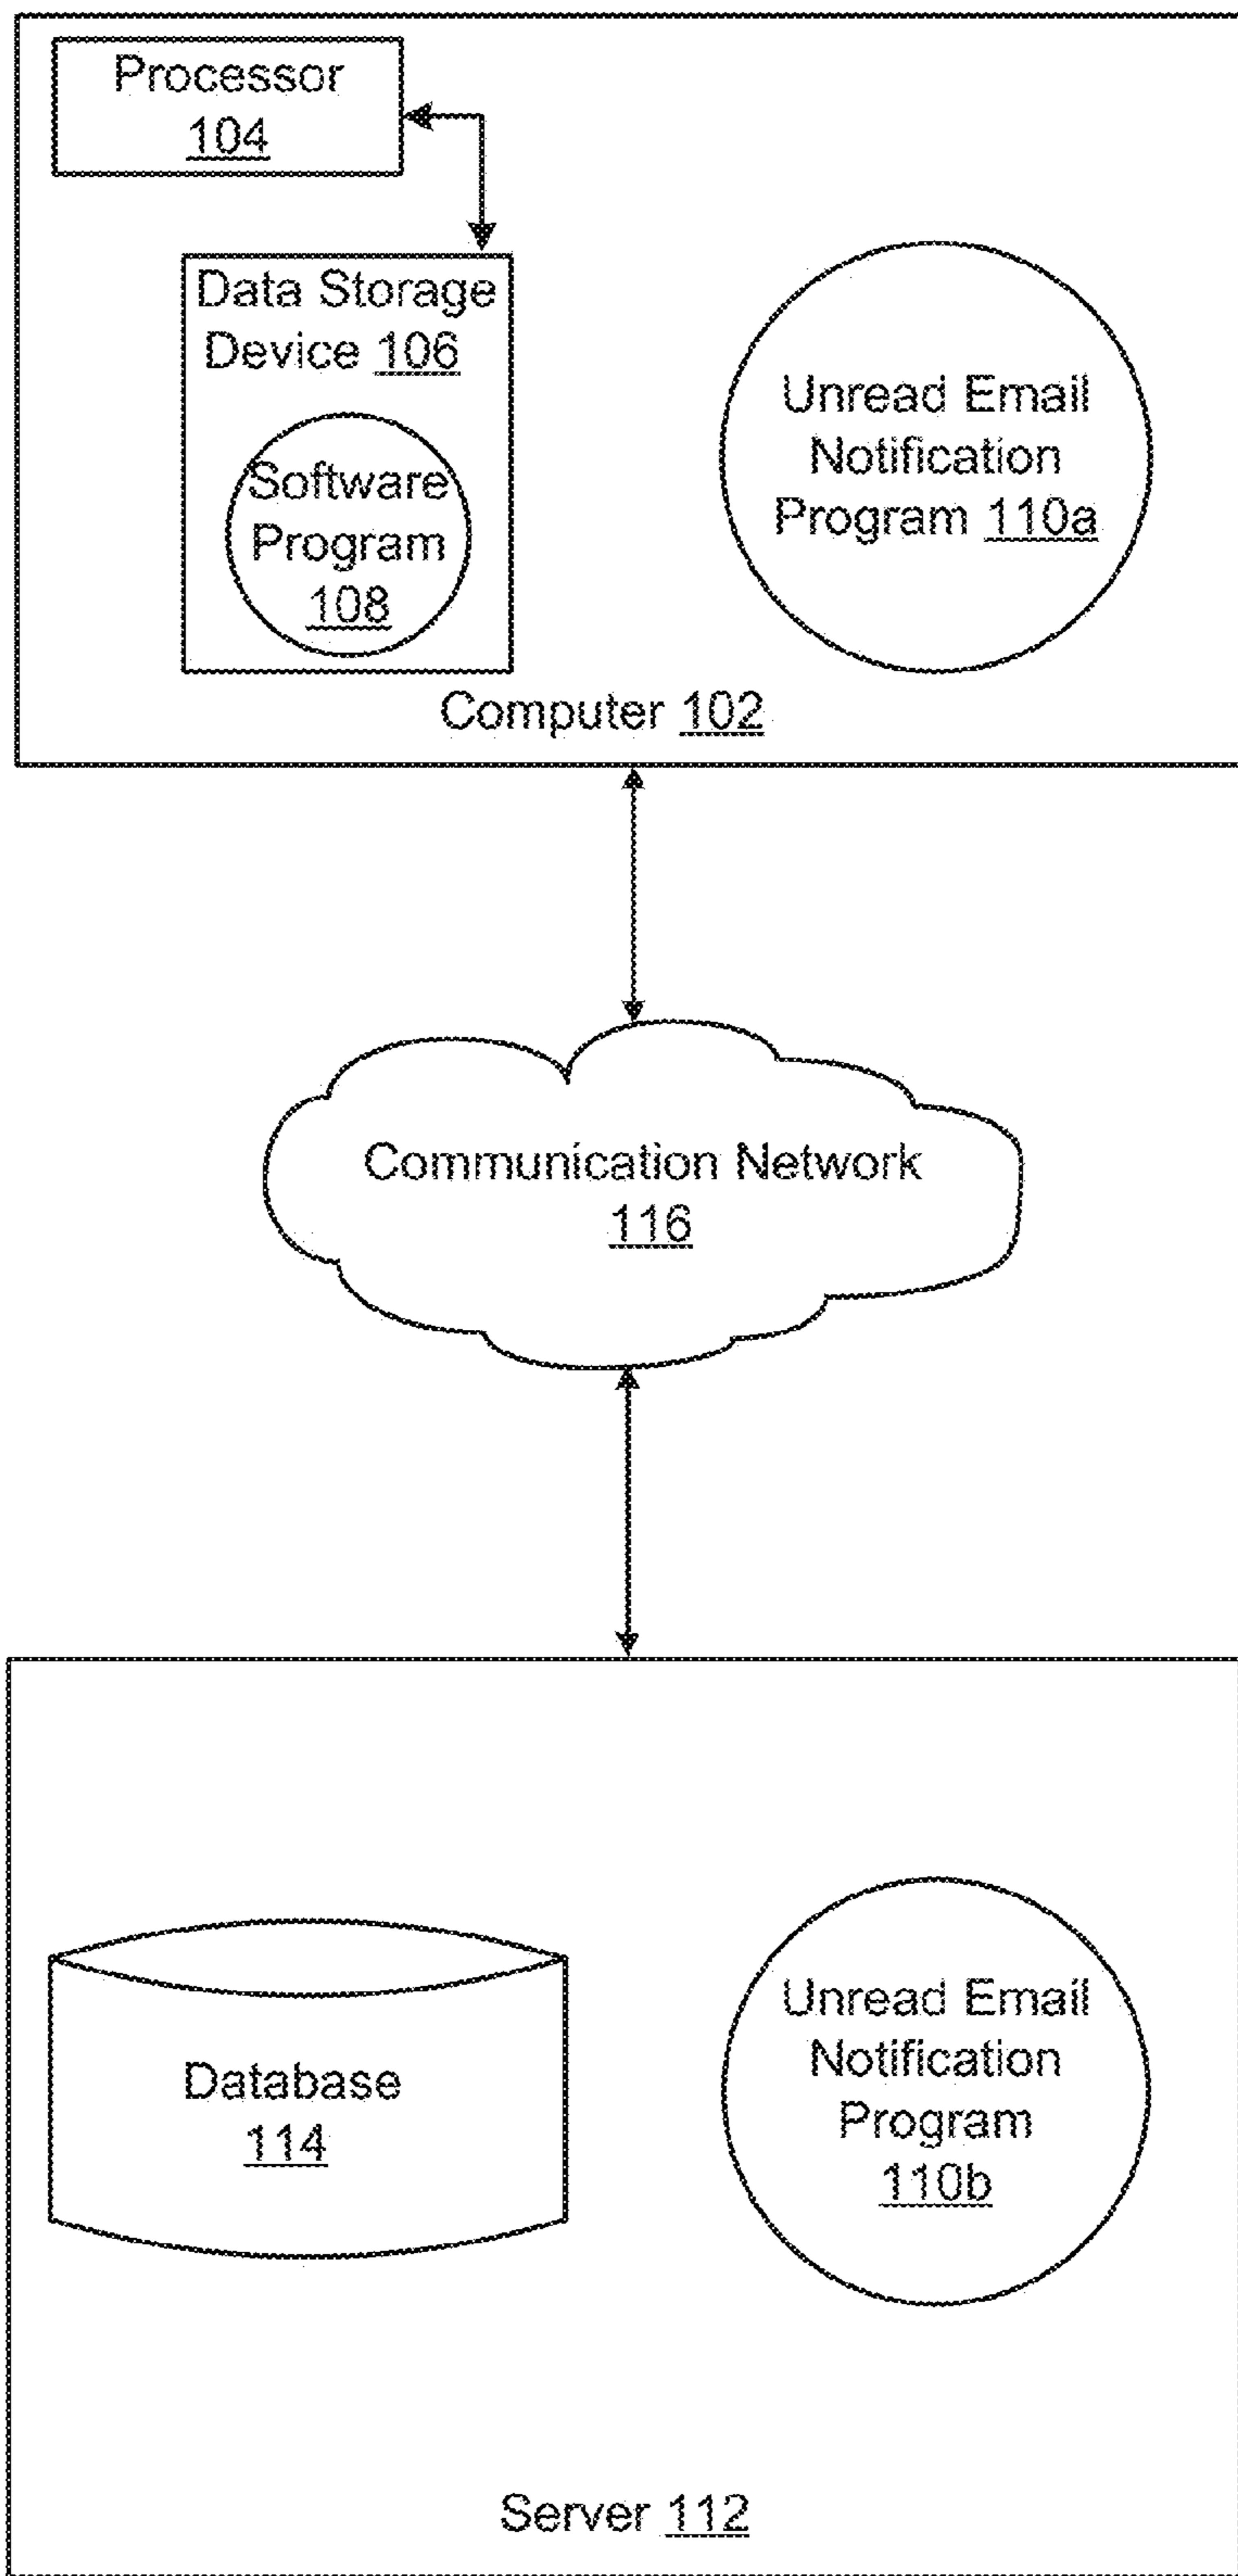 Processor
104
Data Storage
Device 106
Software
Program
108
Unread Email
Notification
Program 110a
Computer 102
Communication Network
116
Database
114
Unread Email
Notification
Program
110b
Server 112